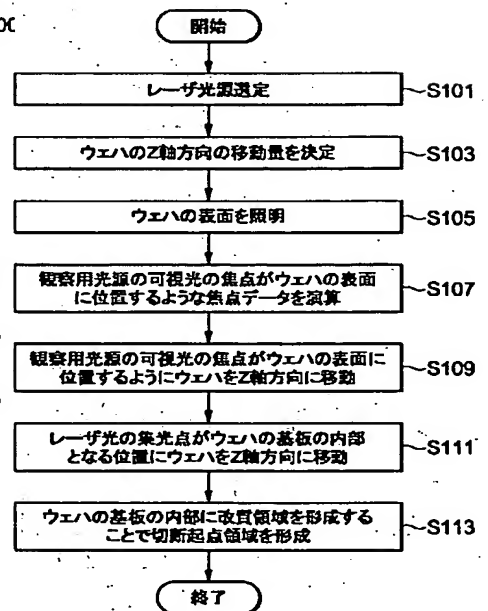 開始
レーザ光源選定
S101
ウェハのZ軸方向の移動量を決定
S103
ウェハの表面を照明
S105
観察用光源の可視光の焦点がウェハの表面
に位置するような焦点データを演算
S107
観察用光源の可視光の焦点がウェハの表面に
位置するようにウェハをZ軸方向に移動
S109
レーザ光の集光点がウェハの基板の内部
となる位置にウェハをZ軸方向に移動
S111
ウェハの基板の内部に改質領域を形成する
ことで切断起点領域を形成
S113
終了